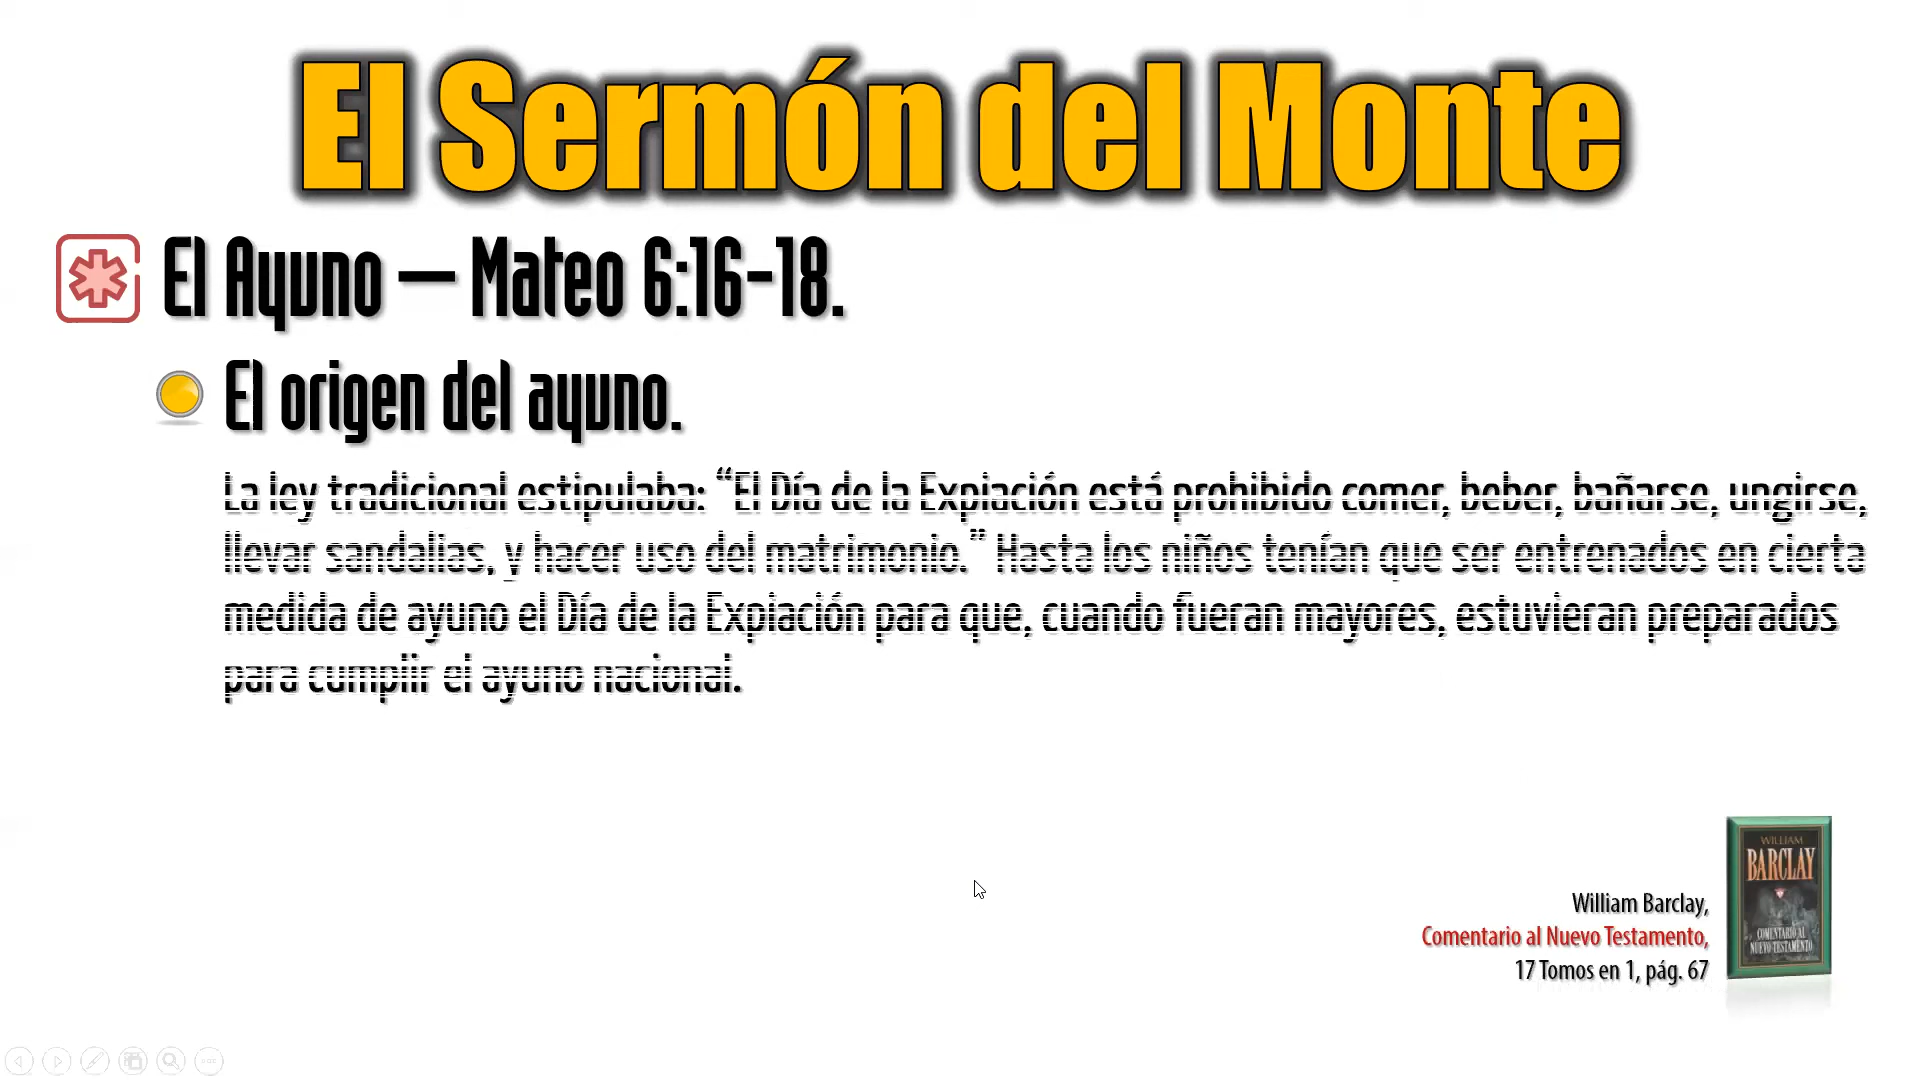 El Sermón del Monte
El Ayuno – Mateo 6:16-18.
El origen del ayuno.
La ley tradicional estipulaba: “El Día de la Expiación está prohibido comer, beber, bañarse, ungirse,
llevar sandalias, y hacer uso del matrimonio.” Hasta los niños tenían que ser entrenados en cierta
medida de ayuno el Día de la Expiación para que, cuando fueran mayores, estuvieran preparados
para cumplir el ayuno nacional.
William Barclay,
Comentario al Nuevo Testamento,
17 Tomos en 1, pág. 67
WILLIAM
BARCLAY
COMENTARIO AL
NUEVO TESTAMENTO